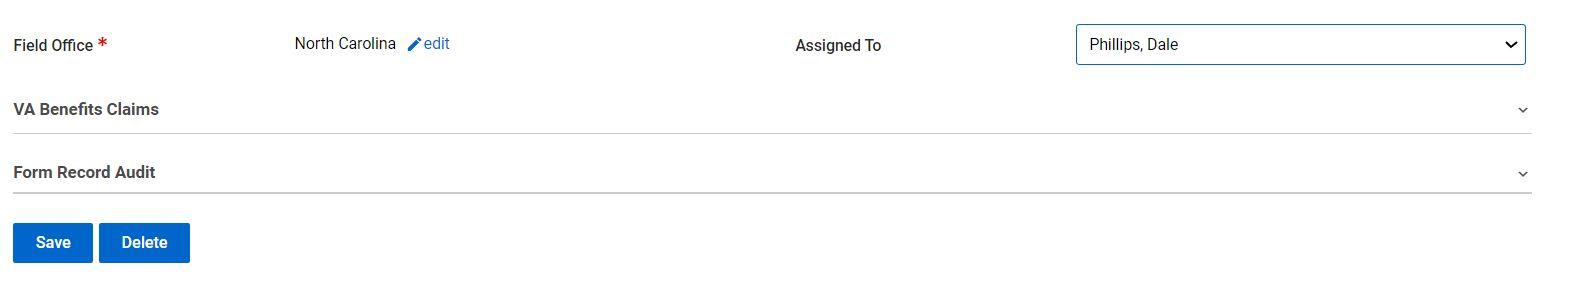 Field Office * North Carolina edit Assigned To Phillips, Dale
VA Benefits Claims
Form Record Audit
Save Delete